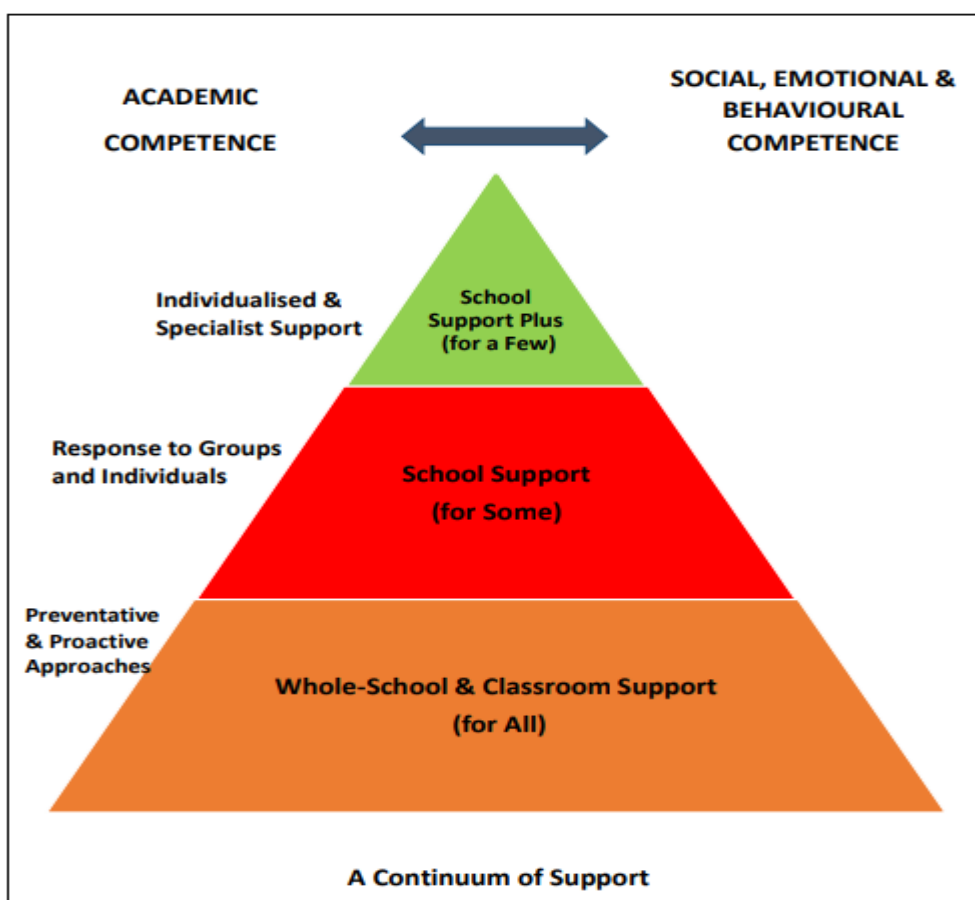 ACADEMIC
COMPETENCE
SOCIAL, EMOTIONAL &
BEHAVIOURAL
COMPETENCE
Individualised &
Specialist Support
School
Support Plus
(for a Few)
Response to Groups
and Individuals
School Support
(for Some)
Preventative
& Proactive
Approaches
Whole-School & Classroom Support
(for All)
A Continuum of Support